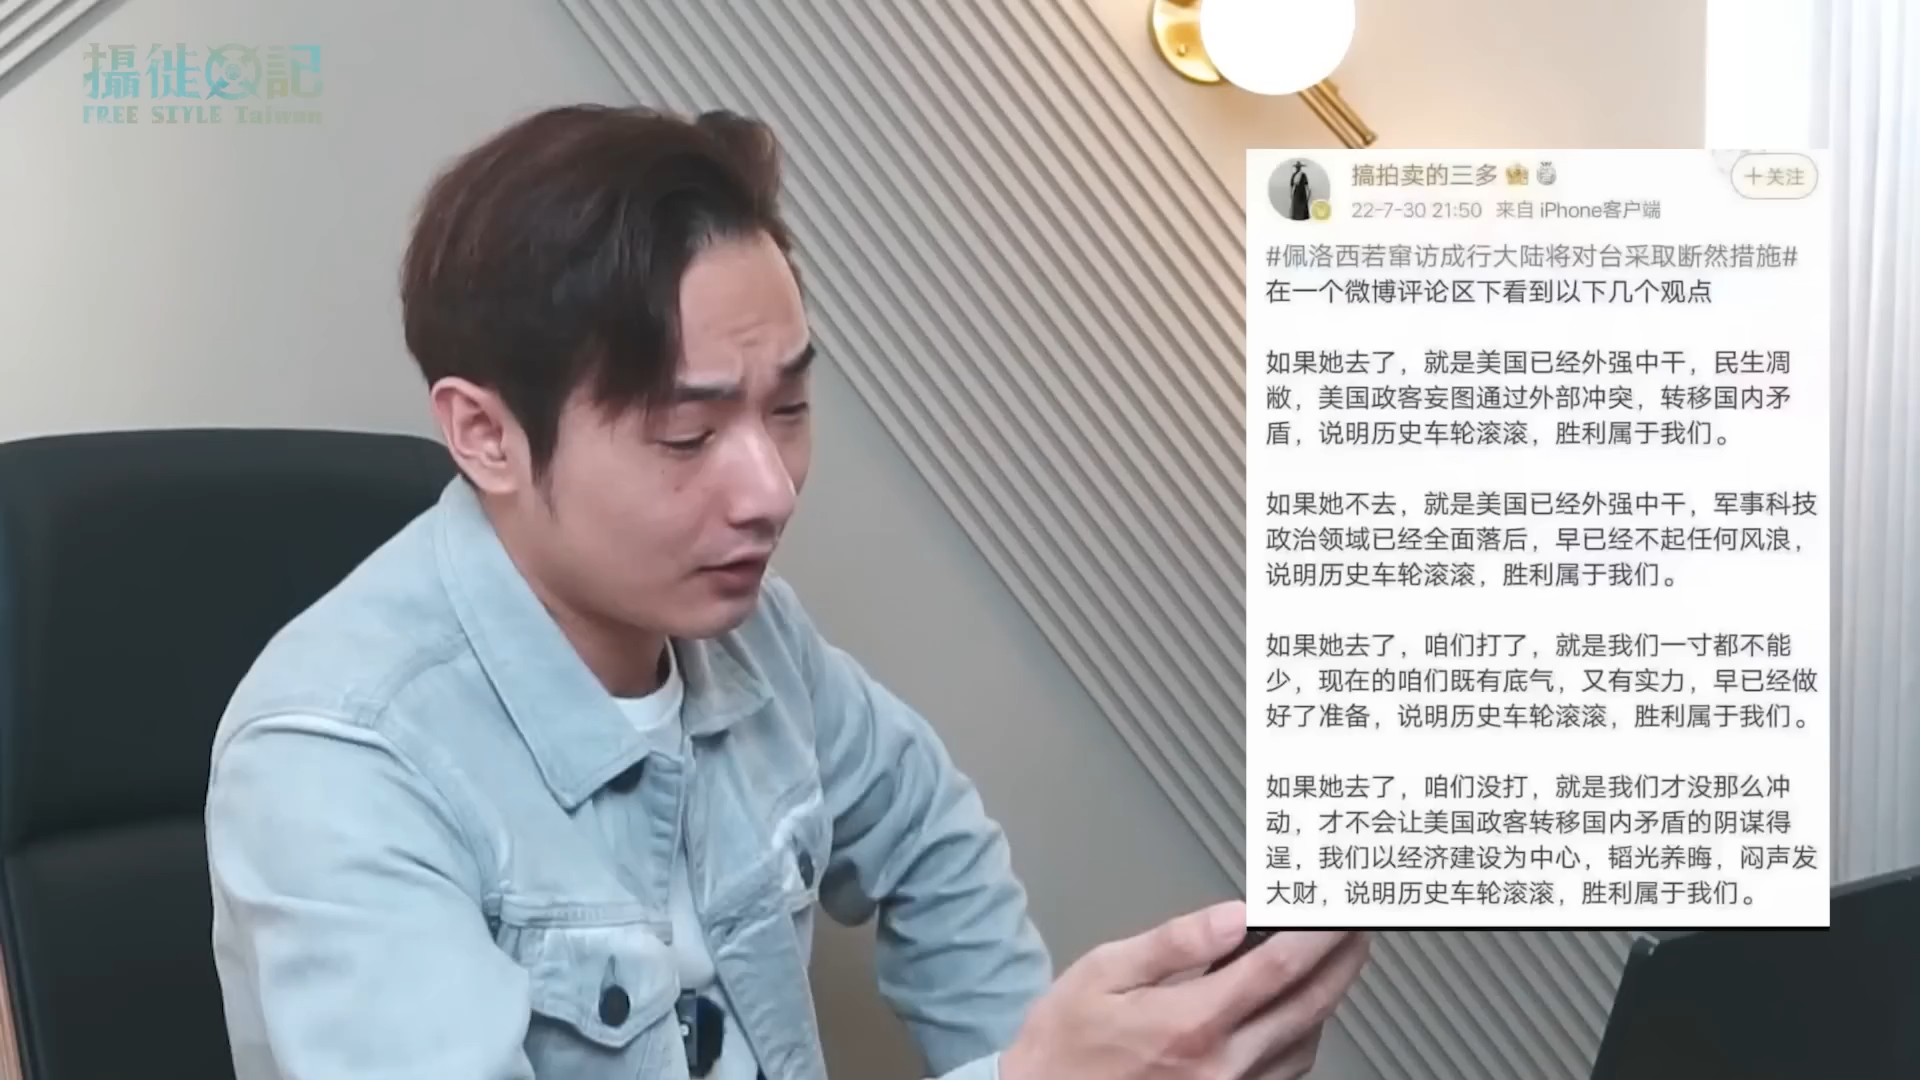 攝徒日記
FREE STYLE Taiwan
搞拍卖的三多
十关注
22-7-30 21:50 来自 iPhone客户端
#佩洛西若窜访成行大陆将对台采取断然措施#
在一个微博评论区下看到以下几个观点
如果她去了，就是美国已经外强中干，民生凋
敝，美国政客妄图通过外部冲突，转移国内矛
盾，说明历史车轮滚滚，胜利属于我们。
如果她不去，就是美国已经外强中干，军事科技
政治领域已经全面落后，早已经不起任何风浪，
说明历史车轮滚滚，胜利属于我们。
如果她去了，咱们打了，就是我们一寸都不能
少，现在的咱们既有底气，又有实力，早已经做
好了准备，说明历史车轮滚滚，胜利属于我们。
如果她去了，咱们没打，就是我们才没那么冲
动，才不会让美国政客转移国内矛盾的阴谋得
逞，我们以经济建设为中心，韬光养晦，闷声发
大财，说明历史车轮滚滚，胜利属于我们。